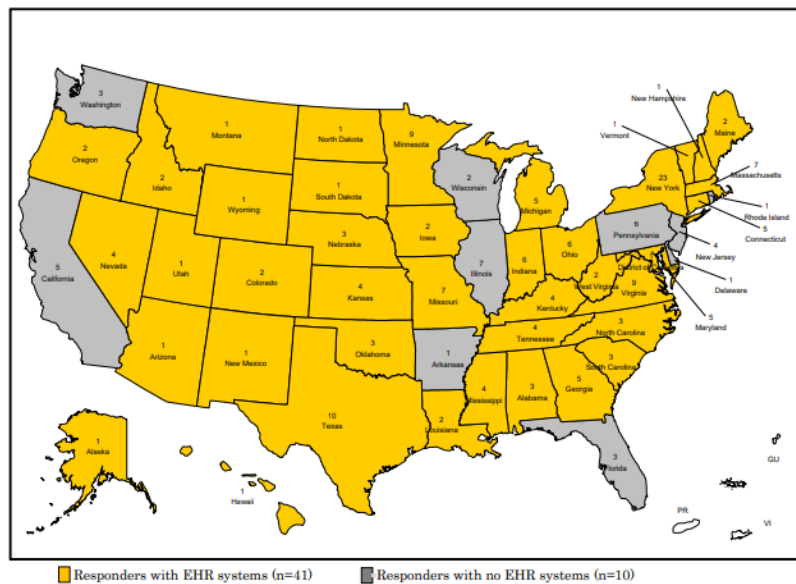 1
New Hampshire
1
Vermont
2
Maine
3
Washington
1
Montana
1
North Dakota
9
Minnesota
2
Oregon
2
Idaho
1
Wyoming
1
South Dakota
2
Wisconsin
5
Michigan
23
New York
7
Massachusetts
1
Rhode Island
5
Connecticut
3
Nebraska
2
Iowa
6
Pennsylvania
4
New Jersey
4
Nevada
5
California
1
Utah
2
Colorado
4
Kansas
7
Missouri
7
Illinois
6
Indiana
6
Ohio
2
West Virginia
9
Virginia
1
Delaware
5
Maryland
4
Kentucky
1
Arizona
1
New Mexico
3
Oklahoma
1
Arkansas
4
Tennessee
3
North Carolina
3
South Carolina
10
Texas
2
Louisiana
4
Mississippi
3
Alabama
5
Georgia
3
Florida
1
Alaska
1
Hawaii
GU
PR
VI
Responders with EHR systems (n=41) Responders with no EHR systems (n=10)